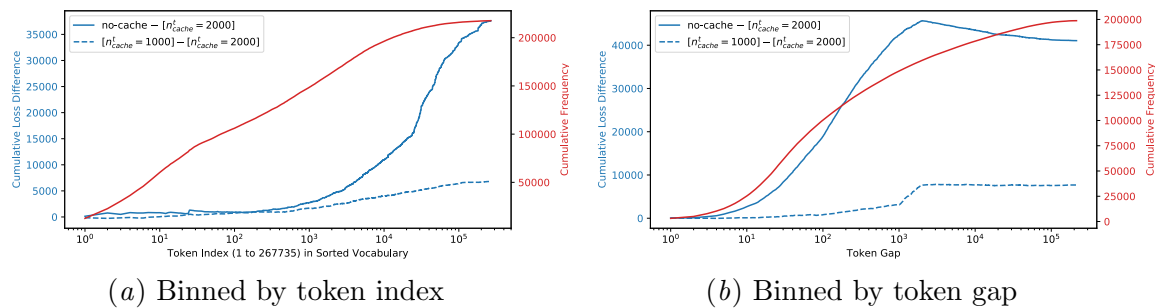 no-cache − [n^t_cache = 2000]
[n^t_cache = 1000] − [n^t_cache = 2000]
Cumulative Loss Difference
35000
30000
25000
20000
15000
10000
5000
0
200000
150000
100000
50000
Cumulative Frequency
10^0 10^1 10^2 10^3 10^4 10^5
Token Index (1 to 267735) in Sorted Vocabulary
(a) Binned by token index
no-cache − [n^t_cache = 2000]
[n^t_cache = 1000] − [n^t_cache = 2000]
Cumulative Loss Difference
40000
30000
20000
10000
0
200000
175000
150000
125000
100000
75000
50000
25000
0
Cumulative Frequency
10^0 10^1 10^2 10^3 10^4 10^5
Token Gap
(b) Binned by token gap